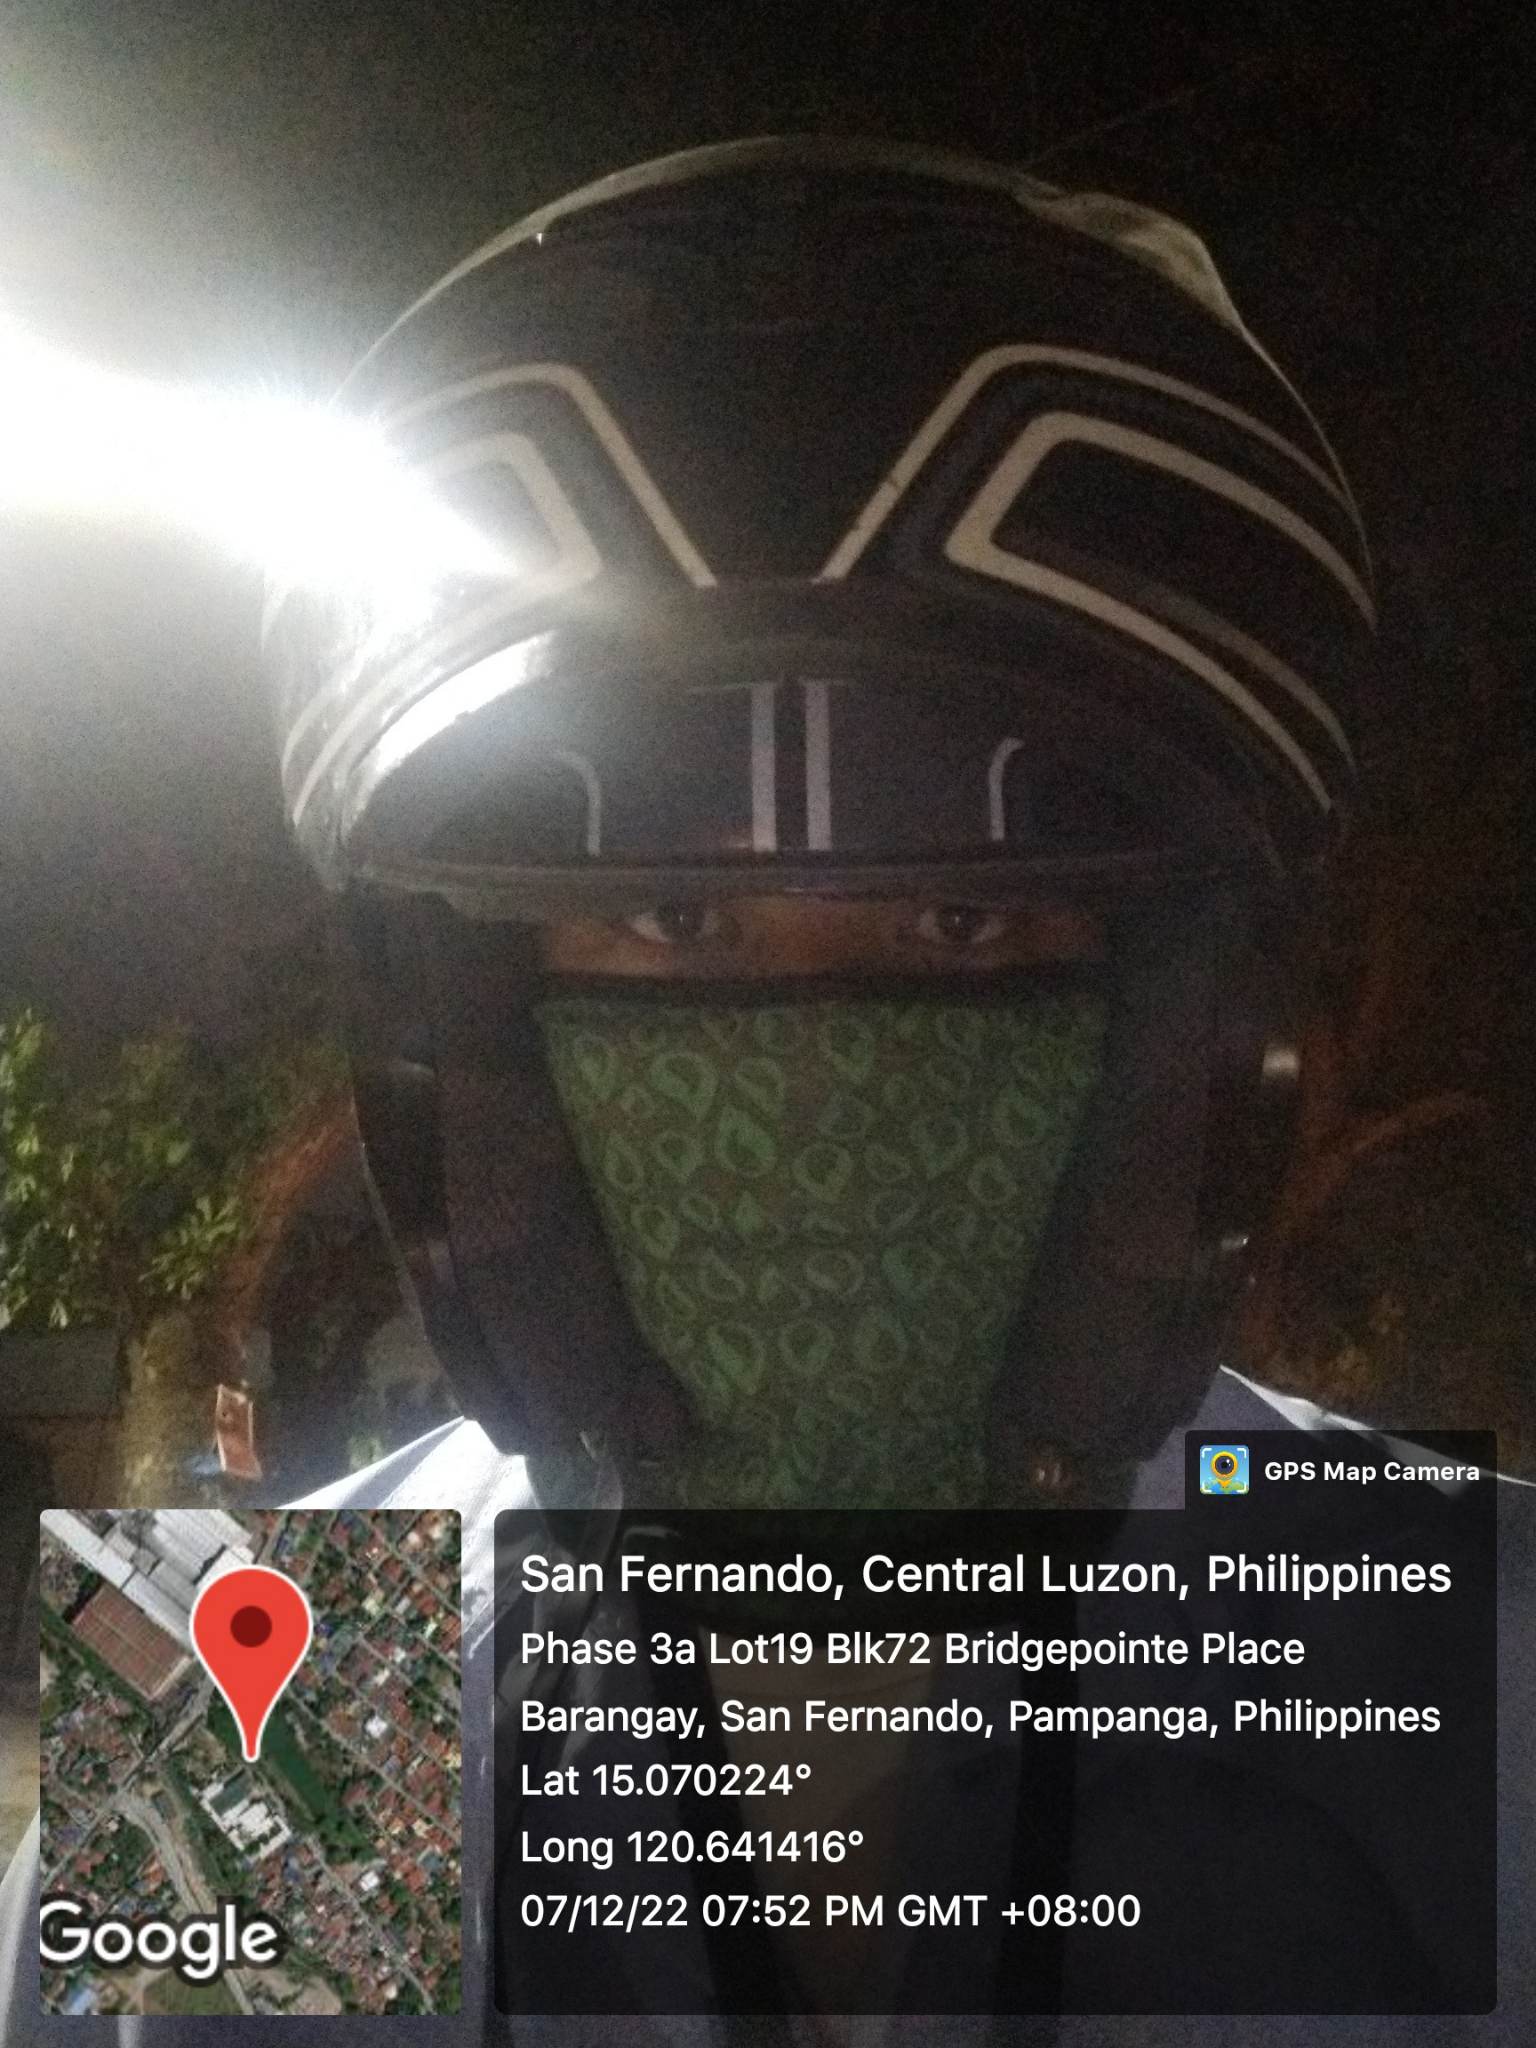 GPS Map Camera
San Fernando, Central Luzon, Philippines
Phase 3a Lot19 Blk72 Bridgepointe Place
Barangay, San Fernando, Pampanga, Philippines
Lat 15.070224°
Long 120.641416°
07/12/22 07:52 PM GMT +08:00
Google